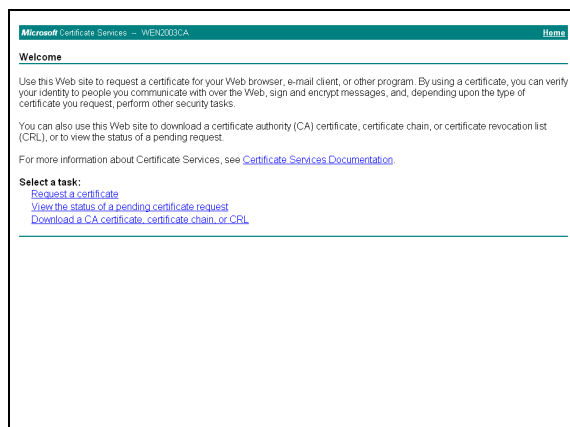 Microsoft Certificate Services -- WEN2003CA Home
Welcome
Use this Web site to request a certificate for your Web browser, e-mail client, or other program. By using a certificate, you can verify
your identity to people you communicate with over the Web, sign and encrypt messages, and, depending upon the type of
certificate you request, perform other security tasks.
You can also use this Web site to download a certificate authority (CA) certificate, certificate chain, or certificate revocation list
(CRL), or to view the status of a pending request.
For more information about Certificate Services, see Certificate Services Documentation.
Select a task:
Request a certificate
View the status of a pending certificate request
Download a CA certificate, certificate chain, or CRL